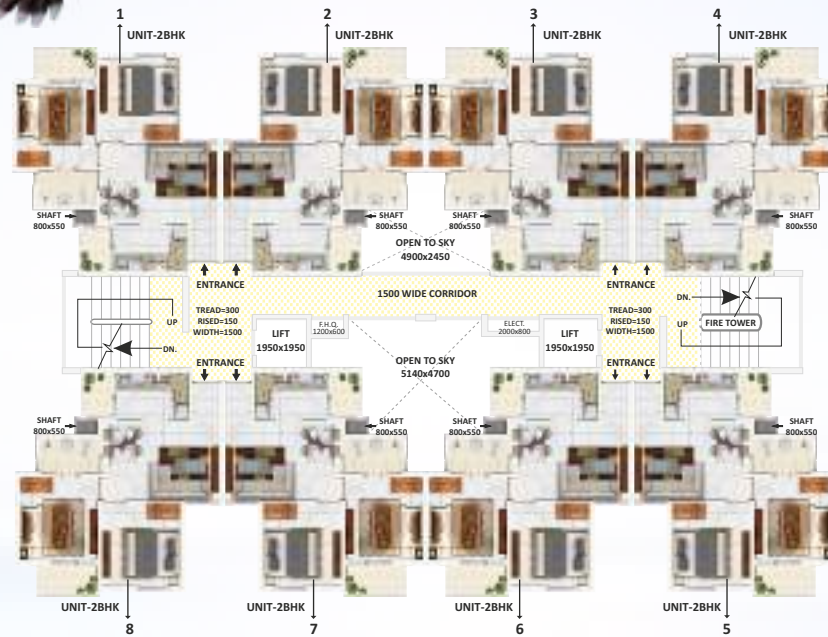 1
UNIT-2BHK
2
UNIT-2BHK
3
UNIT-2BHK
4
UNIT-2BHK
SHAFT
800x550
SHAFT
800x550
SHAFT
800x550
SHAFT
800x550
OPEN TO SKY
4900x2450
ENTRANCE
ENTRANCE
1500 WIDE CORRIDOR
TREAD=300
RISED=150
WIDTH=1500
TREAD=300
RISED=150
WIDTH=1500
UP
DN.
DN.
UP
FIRE TOWER
LIFT
1950x1950
F.H.Q.
1200x600
ELECT.
2000x800
LIFT
1950x1950
ENTRANCE
ENTRANCE
OPEN TO SKY
5140x4700
SHAFT
800x550
SHAFT
800x550
SHAFT
800x550
SHAFT
800x550
UNIT-2BHK
8
UNIT-2BHK
7
UNIT-2BHK
6
UNIT-2BHK
5